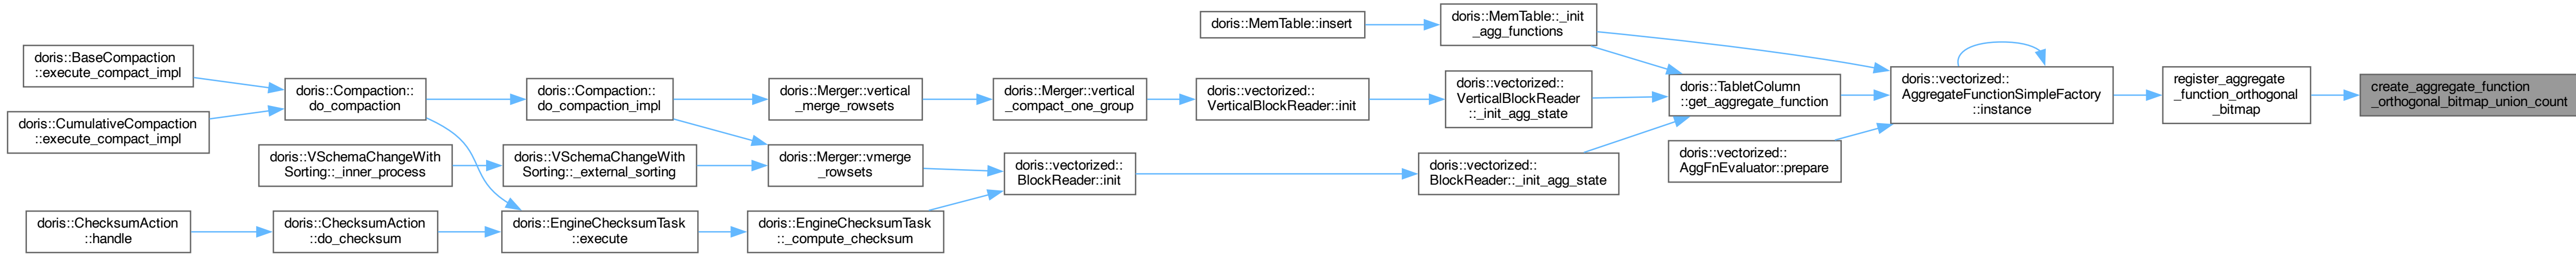 doris::BaseCompaction
::execute_compact_impl
doris::CumulativeCompaction
::execute_compact_impl
doris::Compaction::
do_compaction
doris::VSchemaChangeWith
Sorting::_inner_process
doris::ChecksumAction
::handle
doris::ChecksumAction
::do_checksum
doris::Compaction::
do_compaction_impl
doris::VSchemaChangeWith
Sorting::_external_sorting
doris::EngineChecksumTask
::execute
doris::Merger::vertical
_merge_rowsets
doris::Merger::vmerge
_rowsets
doris::EngineChecksumTask
::_compute_checksum
doris::Merger::vertical
_compact_one_group
doris::vectorized::
BlockReader::init
doris::MemTable::insert
doris::vectorized::
VerticalBlockReader::init
doris::MemTable::_init
_agg_functions
doris::vectorized::
VerticalBlockReader
::_init_agg_state
doris::vectorized::
BlockReader::_init_agg_state
doris::TabletColumn
::get_aggregate_function
doris::vectorized::
AggFnEvaluator::prepare
doris::vectorized::
AggregateFunctionSimpleFactory
::instance
register_aggregate
_function_orthogonal
_bitmap
create_aggregate_function
_orthogonal_bitmap_union_count